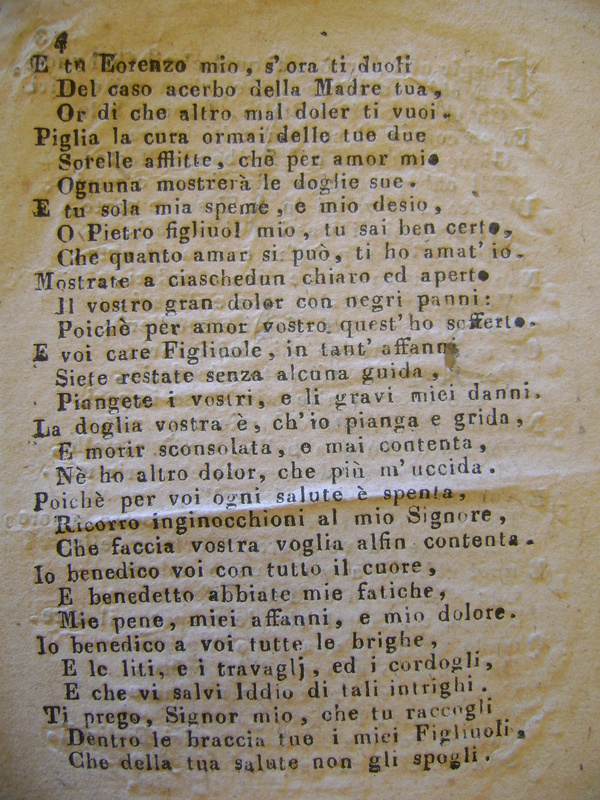 4
E tu Eorenzo mio, s'ora ti duoli
Del caso acerbo della Madre tua,
Or di che altro mal doler ti vuoi.
Piglia la cura ormai delle tue due
Sorelle afflitte, chè per amor mio
Ognuna mostrerà le doglie sue.
E tu sola mia speme, e mio desio,
O Pietro figliuol mio, tu sai ben certo,
Che quanto amar si può, ti ho amat' io.
Mostrate a ciaschedun chiaro ed aperto
Il vostro gran dolor con negri panni:
Poichè per amor vostro quest' ho sofferto.
E voi care Figliuole, in tant' affanni
Siete restate senza alcuna guida,
Piangete i vostri, e li gravi miei danni.
La doglia vostra è, ch'io pianga e grida,
E morir sconsolata, e mai contenta,
Nè ho altro dolor, che più m' uccida.
Poichè per voi ogni salute è spenta,
Ricorro inginocchioni al mio Signore,
Che faccia vostra voglia alfin contenta.
Io benedico voi con tutto il cuore,
E benedetto abbiate mie fatiche,
Mie pene, miei affanni, e mio dolore.
Io benedico a voi tutte le brighe,
E le liti, e i travaglj, ed i cordogli,
E che vi salvi Iddio di tali intrighi.
Ti prego, Signor mio, che tu raccogli
Dentro le braccia tue i miei Figliuoli,
Che della tua salute non gli spogli.